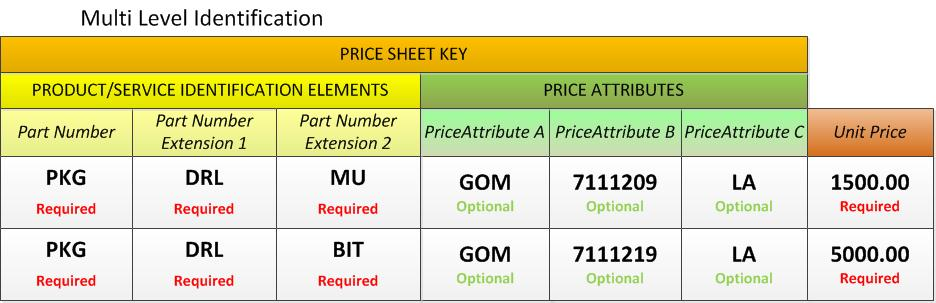 Multi Level Identification
PRICE SHEET KEY
PRODUCT/SERVICE IDENTIFICATION ELEMENTS PRICE ATTRIBUTES
Part Number Part Number Extension 1 Part Number Extension 2 PriceAttribute A PriceAttribute B PriceAttribute C Unit Price
PKG DRL MU GOM 7111209 LA 1500.00
Required Required Required Optional Optional Optional Required
PKG DRL BIT GOM 7111219 LA 5000.00
Required Required Required Optional Optional Optional Required